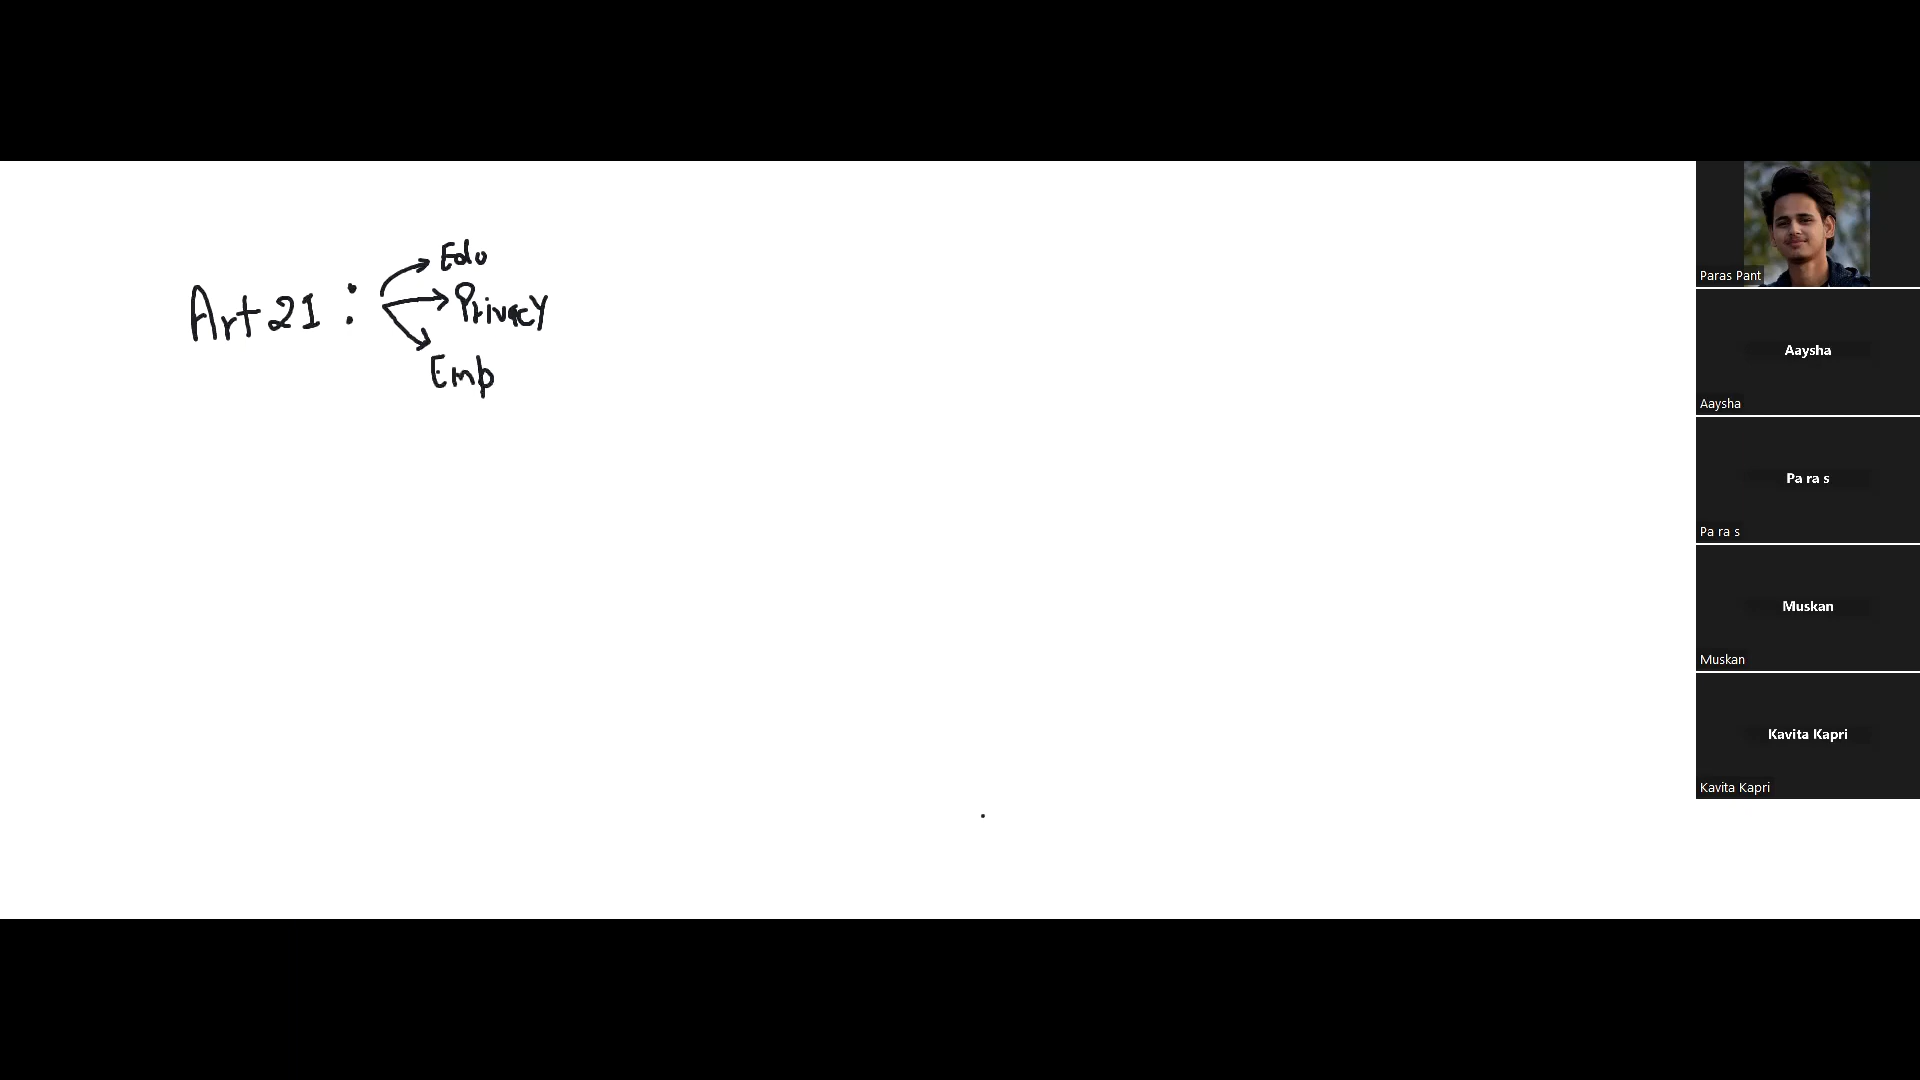 Edu
Art 21 : Privacy
Emp
Paras Pant
Aaysha
Aaysha
Pa ra s
Pa ra s
Muskan
Muskan
Kavita Kapri
Kavita Kapri